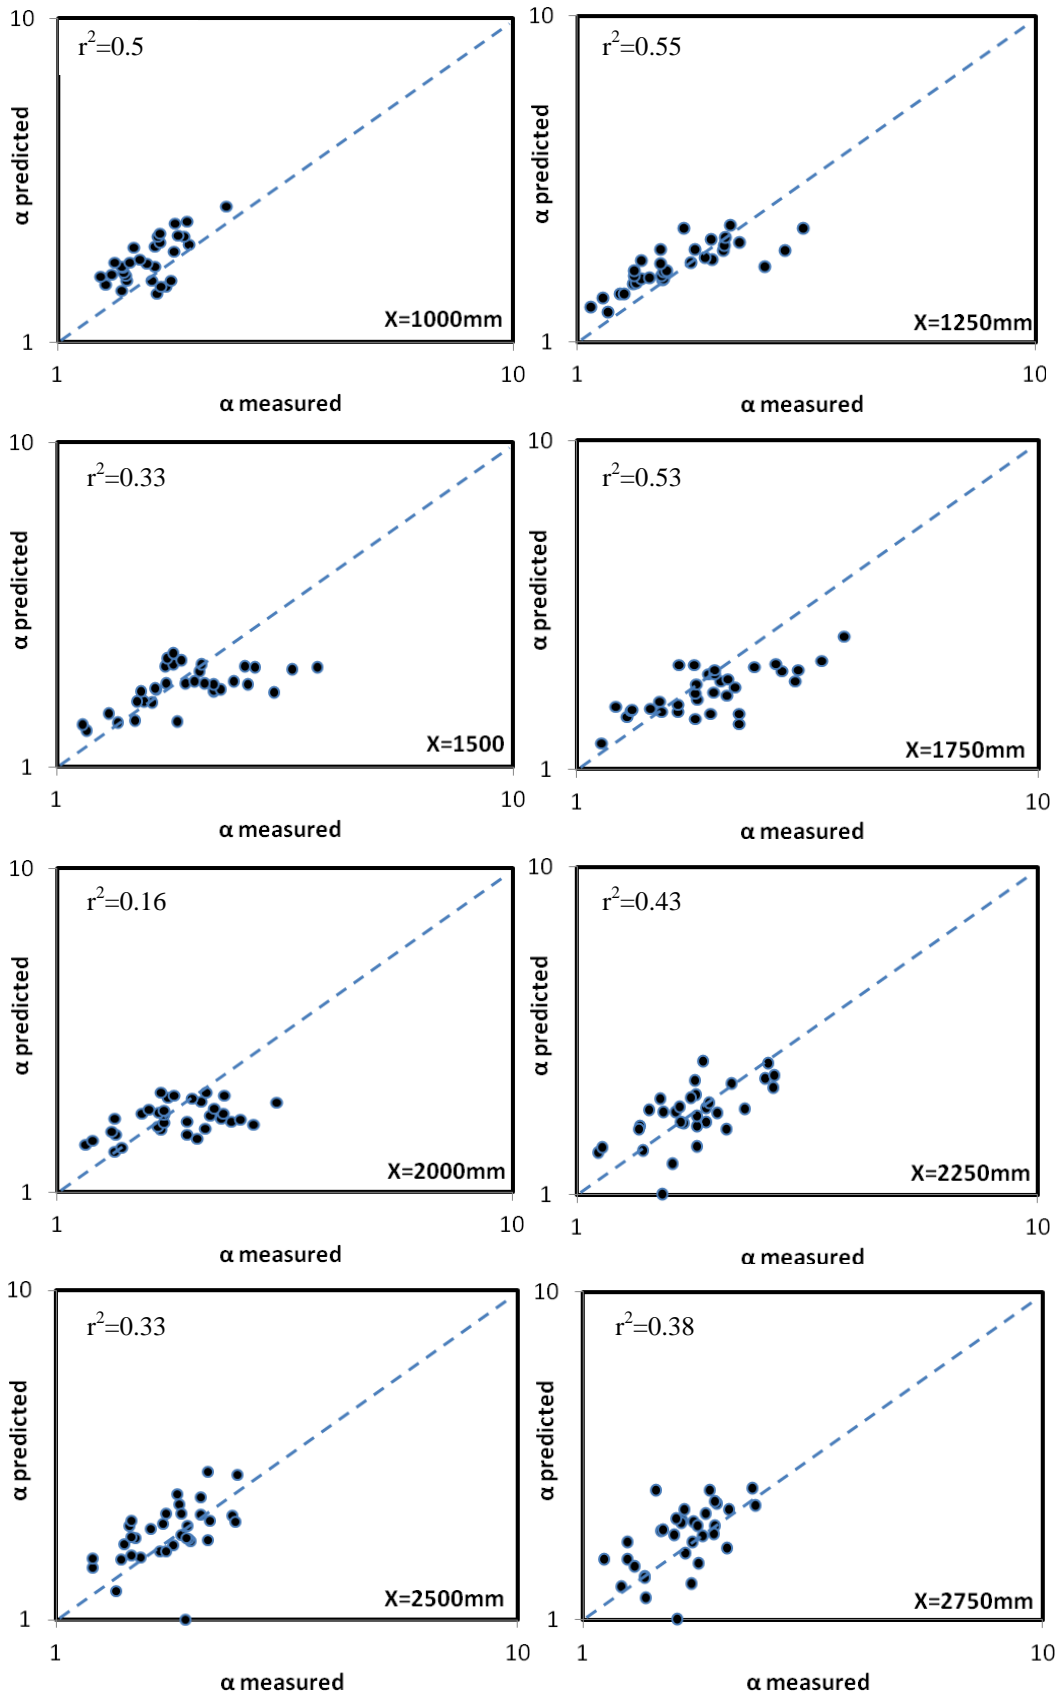 10
r²=0.5
α predicted
X=1000mm
1
1
10
α measured
10
r²=0.55
α predicted
X=1250mm
1
1
10
α measured
10
r²=0.33
α predicted
X=1500
1
1
10
α measured
10
r²=0.53
α predicted
X=1750mm
1
1
10
α measured
10
r²=0.16
α predicted
X=2000mm
1
1
10
α measured
10
r²=0.43
α predicted
X=2250mm
1
1
10
α measured
10
r²=0.33
α predicted
X=2500mm
1
1
10
α measured
10
r²=0.38
α predicted
X=2750mm
1
1
10
α measured